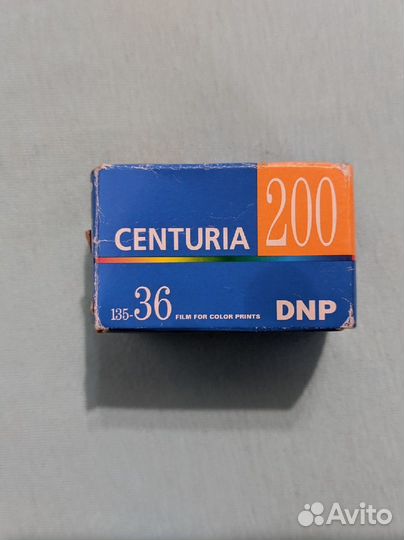 CENTURIA 200
135-36 FILM FOR COLOR PRINTS DNP
Avito